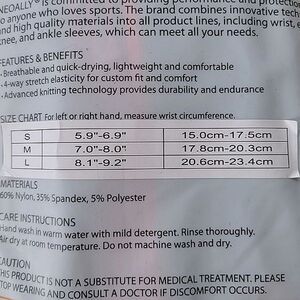 NEOALLY® is committed to providing performance and protection
to anyone who loves sports. The brand combines innovative tech
and high quality materials into all product lines, including wrist, e
knee, and ankle sleeves, which can meet all your needs.
FEATURES & BENEFITS
• Breathable and quick-drying, lightweight and comfortable
• 4-way stretch elasticity for custom fit and comfort
• Advanced knitting technology provides durability and endurance
SIZE CHART For left or right hand, measure wrist circumference.
S 5.9"-6.9" 15.0cm-17.5cm
M 7.0"-8.0" 17.8cm-20.3cm
L 8.1"-9.2" 20.6cm-23.4cm
MATERIALS
60% Nylon, 35% Spandex, 5% Polyester
CARE INSTRUCTIONS
Hand wash in warm water with mild detergent. Rinse thoroughly.
Air dry at room temperature. Do not machine wash and dry.
CAUTION
THIS PRODUCT IS NOT A SUBSTITUTE FOR MEDICAL TREATMENT. PLEASE
STOP WEARING AND CONSULT A DOCTOR IF DISCOMFORT OCCURS.